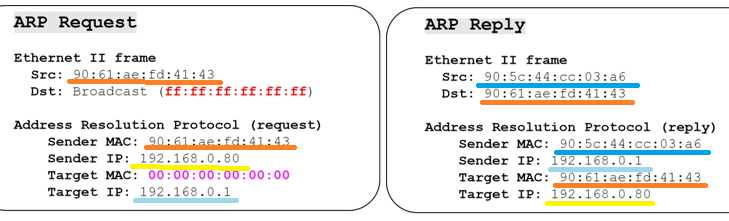 ARP Request
Ethernet II frame
Src: 90:61:ae:fd:41:43
Dst: Broadcast (ff:ff:ff:ff:ff:ff)
Address Resolution Protocol (request)
Sender MAC: 90:61:ae:fd:41:43
Sender IP: 192.168.0.80
Target MAC: 00:00:00:00:00:00
Target IP: 192.168.0.1
ARP Reply
Ethernet II frame
Src: 90:5c:44:cc:03:a6
Dst: 90:61:ae:fd:41:43
Address Resolution Protocol (reply)
Sender MAC: 90:5c:44:cc:03:a6
Sender IP: 192.168.0.1
Target MAC: 90:61:ae:fd:41:43
Target IP: 192.168.0.80